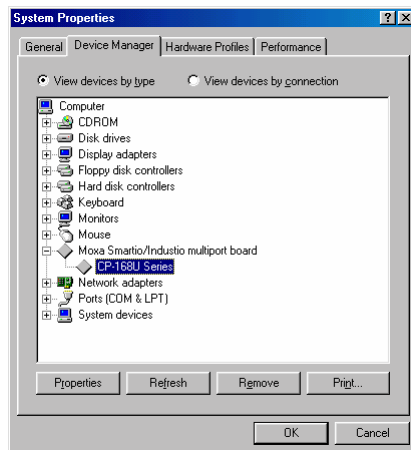 System Properties
General Device Manager Hardware Profiles Performance
View devices by type View devices by connection
Computer
CDROM
Disk drives
Display adapters
Floppy disk controllers
Hard disk controllers
Keyboard
Monitors
Mouse
Moxa Smartio/Industio multiport board
CP-168U Series
Network adapters
Ports (COM & LPT)
System devices
Properties Refresh Remove Print...
OK Cancel